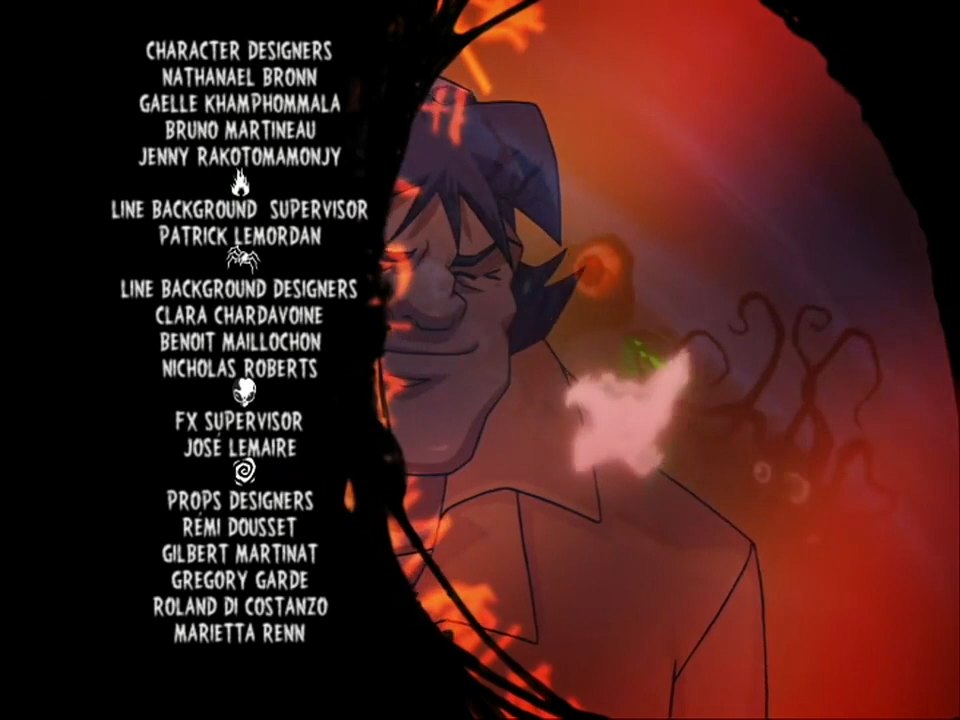 CHARACTER DESIGNERS
NATHANAEL BRONN
GAELLE KHAMPHOMMALA
BRUNO MARTINEAU
JENNY RAKOTOMAMONJY
LINE BACKGROUND SUPERVISOR
PATRICK LEMORDAN
LINE BACKGROUND DESIGNERS
CLARA CHARDAVOINE
BENOIT MAILLOCHON
NICHOLAS ROBERTS
FX SUPERVISOR
JOSÉ LEMAIRE
PROPS DESIGNERS
RÉMI DOUSSET
GILBERT MARTINAT
GREGORY GARDE
ROLAND DI COSTANZO
MARIETTA RENN